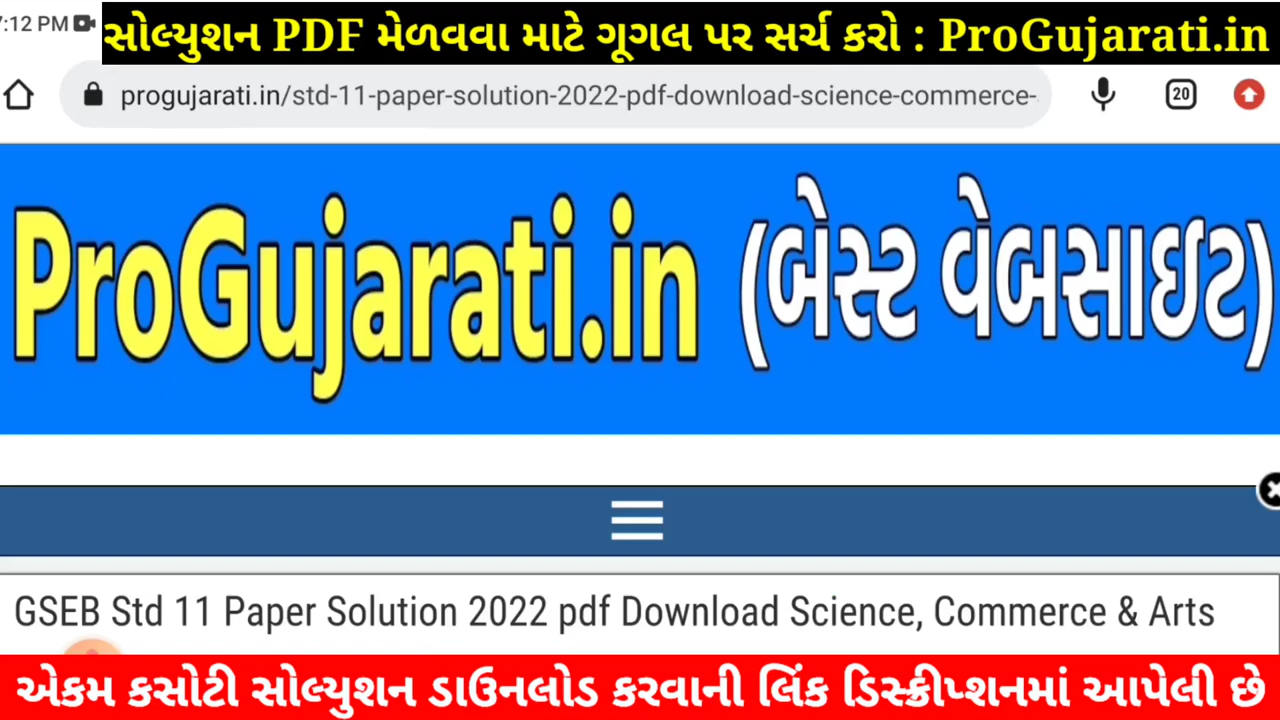 7:12 PM
સોલ્યુશન PDF મેળવવા માટે ગૂગલ પર સર્ચ કરો : ProGujarati.in
progujarati.in/std-11-paper-solution-2022-pdf-download-science-commerce-
20
ProGujarati.in (બેસ્ટ વેબસાઇટ)
GSEB Std 11 Paper Solution 2022 pdf Download Science, Commerce & Arts
એકમ કસોટી સોલ્યુશન ડાઉનલોડ કરવાની લિંક ડિસ્ક્રીપ્શનમાં આપેલી છે